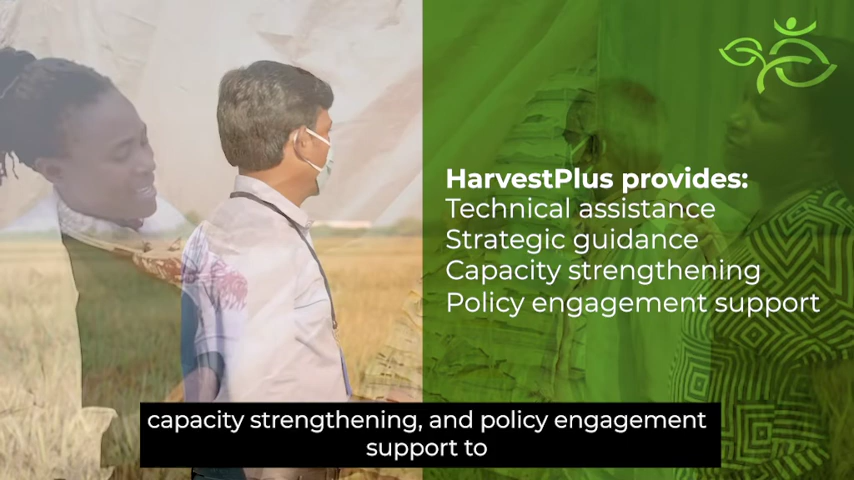 HarvestPlus provides:
Technical assistance
Strategic guidance
Capacity strengthening
Policy engagement support
capacity strengthening, and policy engagement
support to